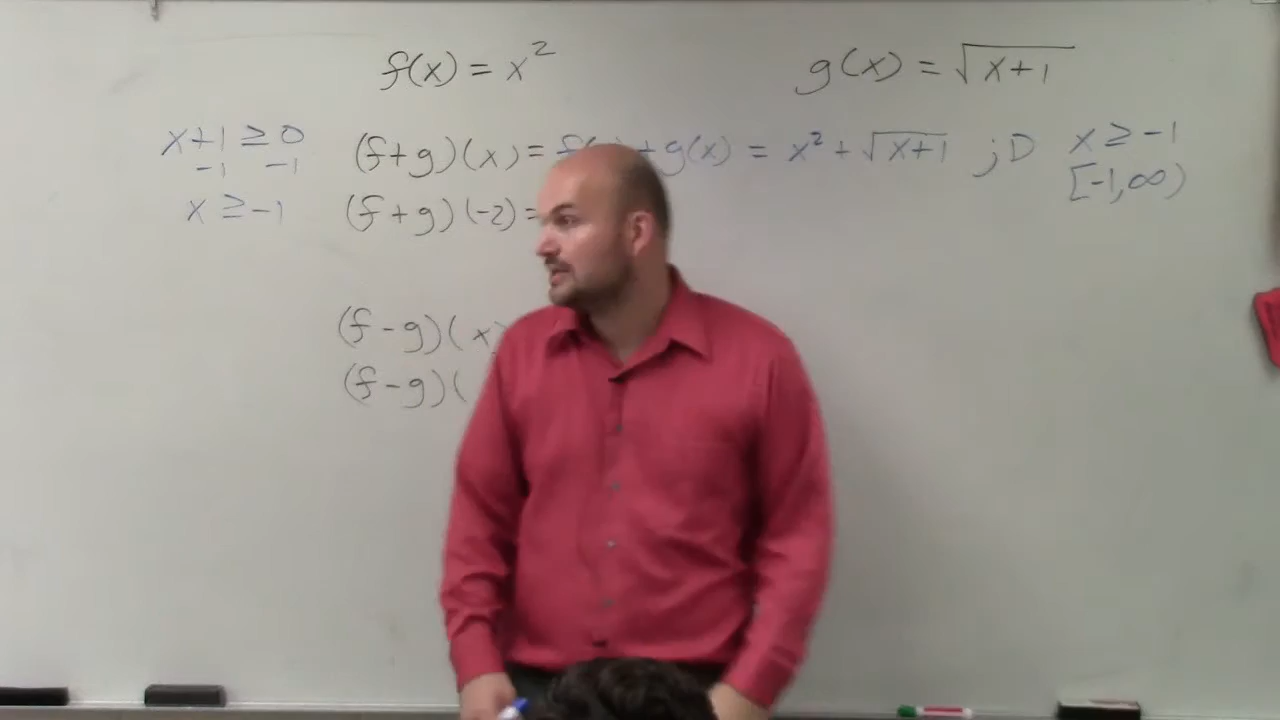 f(x) = x²
g(x) = √(x+1)
x+1 ≥ 0
-1 -1
x ≥ -1
(f+g)(x) = +g(x) = x² + √(x+1) ; D x ≥ -1
[-1,∞)
(f+g)(-2) =
(f-g)(x)
(f-g)(